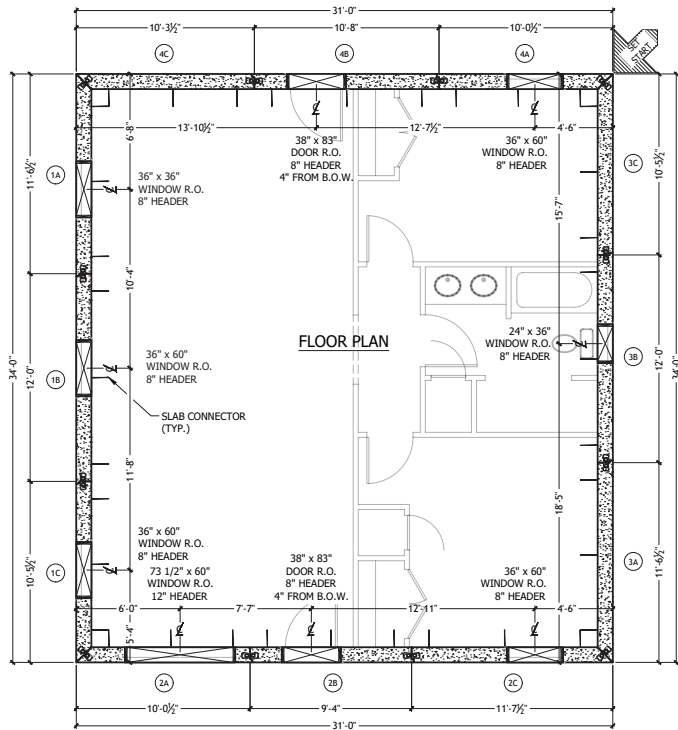 31'-0"
10'-3½"
10'-8"
10'-0½"
4C
4B
4A
SET
START
13'-10½"
12'-7½"
4'-6"
6'-8"
38" x 83"
DOOR R.O.
8" HEADER
4" FROM B.O.W.
36" x 60"
WINDOW R.O.
8" HEADER
11'-6½"
1A
36" x 36"
WINDOW R.O.
8" HEADER
3C
10'-5½"
15'-7"
10'-4"
FLOOR PLAN
24" x 36"
WINDOW R.O.
8" HEADER
3B
34'-0"
12'-0"
1B
36" x 60"
WINDOW R.O.
8" HEADER
12'-0"
34'-0"
SLAB CONNECTOR
(TYP.)
11'-8"
18'-5"
10'-5½"
1C
36" x 60"
WINDOW R.O.
8" HEADER
73 1/2" x 60"
WINDOW R.O.
12" HEADER
38" x 83"
DOOR R.O.
8" HEADER
4" FROM B.O.W.
36" x 60"
WINDOW R.O.
8" HEADER
3A
11'-6½"
6'-0"
7'-7"
12'-11"
4'-6"
5'-4"
2A
2B
2C
10'-0½"
9'-4"
11'-7½"
31'-0"